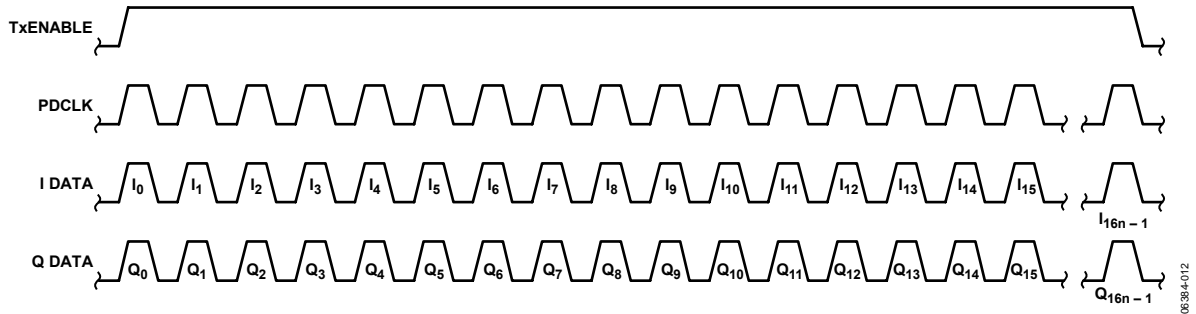 TxENABLE
PDCLK
I DATA I₀ I₁ I₂ I₃ I₄ I₅ I₆ I₇ I₈ I₉ I₁₀ I₁₁ I₁₂ I₁₃ I₁₄ I₁₅
I₁₆ₙ₋₁
Q DATA Q₀ Q₁ Q₂ Q₃ Q₄ Q₅ Q₆ Q₇ Q₈ Q₉ Q₁₀ Q₁₁ Q₁₂ Q₁₃ Q₁₄ Q₁₅
Q₁₆ₙ₋₁
06384-012